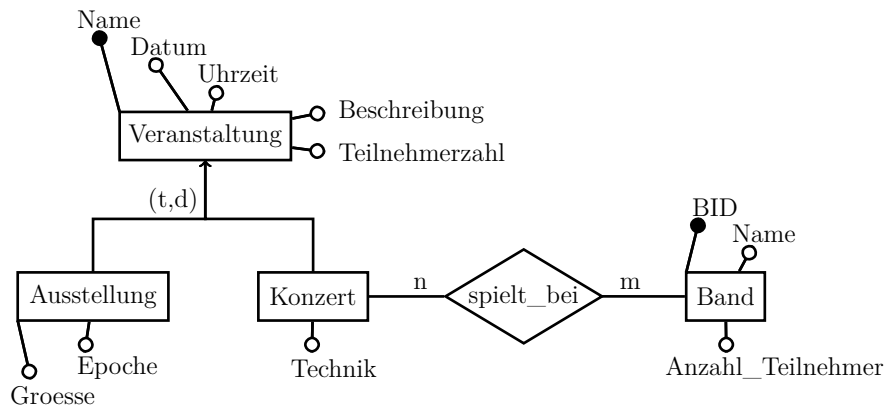 Name
Datum
Uhrzeit
Beschreibung
Veranstaltung
Teilnehmerzahl
(t,d)
BID
Name
Ausstellung
Konzert
n
spielt_bei
m
Band
Epoche
Technik
Anzahl_Teilnehmer
Groesse